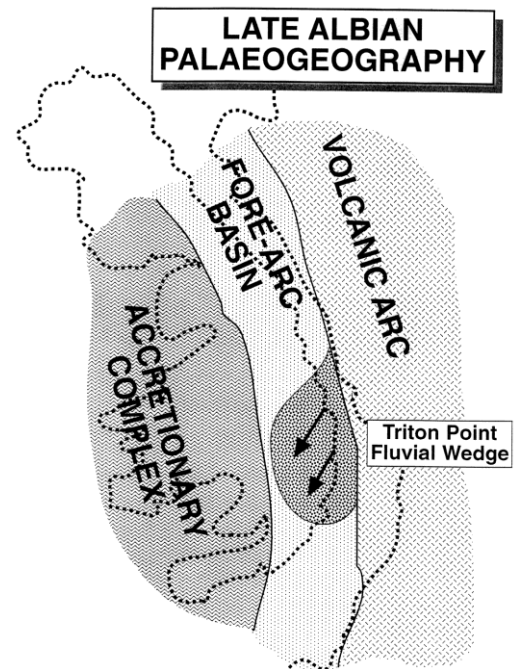 LATE ALBIAN
PALAEOGEOGRAPHY
VOLCANIC ARC
FORE-ARC
BASIN
ACCRETIONARY
COMPLEX
Triton Point
Fluvial Wedge